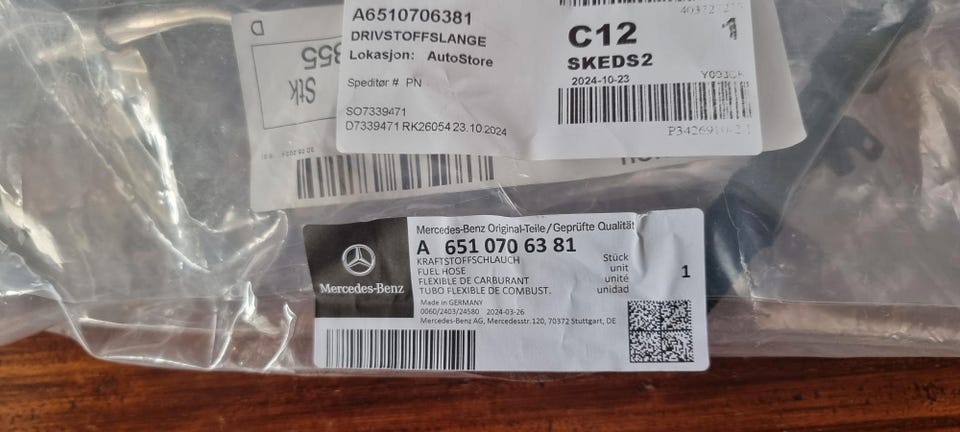 A6510706381
DRIVSTOFFSLANGE
Lokasjon: AutoStore
Speditør # PN
SO7339471
D7339471 RK26054 23.10.2024
1
C12
SKEDS2
2024-10-23
D
355
Stk
Mercedes-Benz
Mercedes-Benz Original-Teile/Geprüfte Qualität
A 651 070 63 81
KRAFTSTOFFSCHLAUCH
FUEL HOSE
FLEXIBLE DE CARBURANT
TUBO FLEXIBLE DE COMBUST.
Stück
unit
unité
unidad
1
Made in GERMANY
0060/2403/24580 2024-03-26
Mercedes-Benz AG, Mercedesstr.120, 70372 Stuttgart, DE